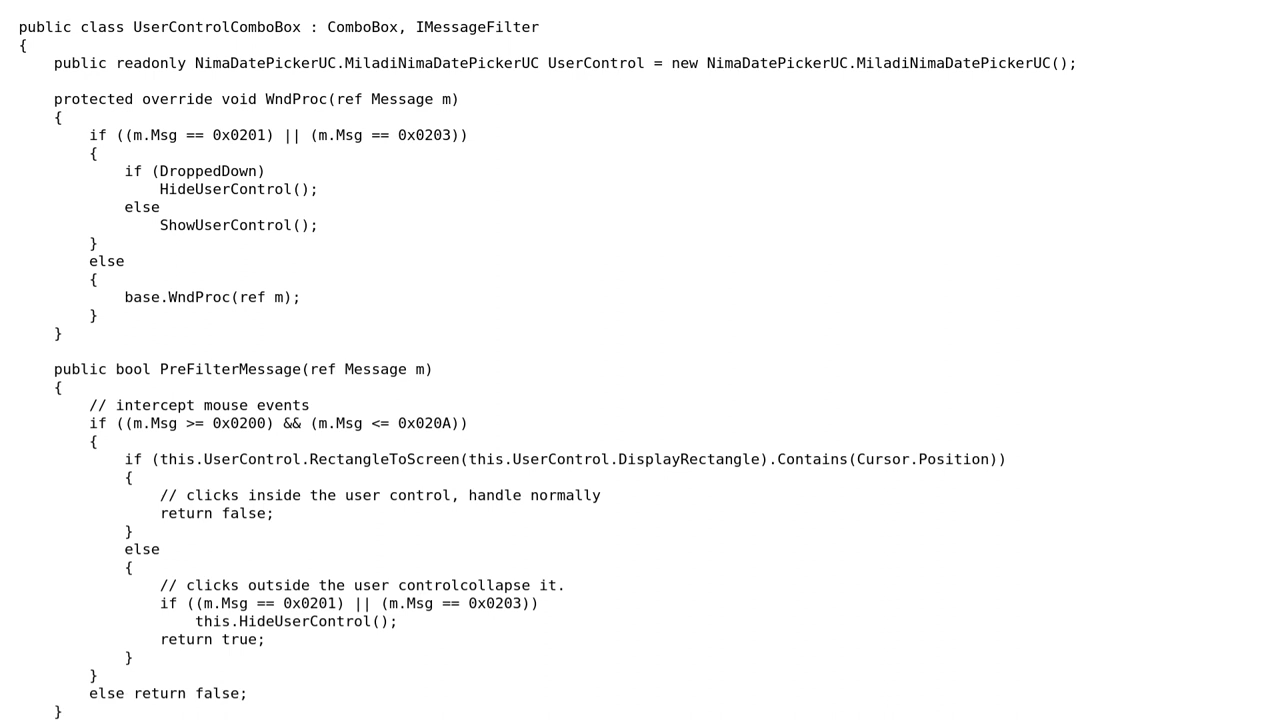 public class UserControlComboBox : ComboBox, IMessageFilter
{
    public readonly NimaDatePickerUC.MiladiNimaDatePickerUC UserControl = new NimaDatePickerUC.MiladiNimaDatePickerUC();

    protected override void WndProc(ref Message m)
    {
        if ((m.Msg == 0x0201) || (m.Msg == 0x0203))
        {
            if (DroppedDown)
                HideUserControl();
            else
                ShowUserControl();
        }
        else
        {
            base.WndProc(ref m);
        }
    }

    public bool PreFilterMessage(ref Message m)
    {
        // intercept mouse events
        if ((m.Msg >= 0x0200) && (m.Msg <= 0x020A))
        {
            if (this.UserControl.RectangleToScreen(this.UserControl.DisplayRectangle).Contains(Cursor.Position))
            {
                // clicks inside the user control, handle normally
                return false;
            }
            else
            {
                // clicks outside the user controlcollapse it.
                if ((m.Msg == 0x0201) || (m.Msg == 0x0203))
                    this.HideUserControl();
                return true;
            }
        }
        else return false;
    }